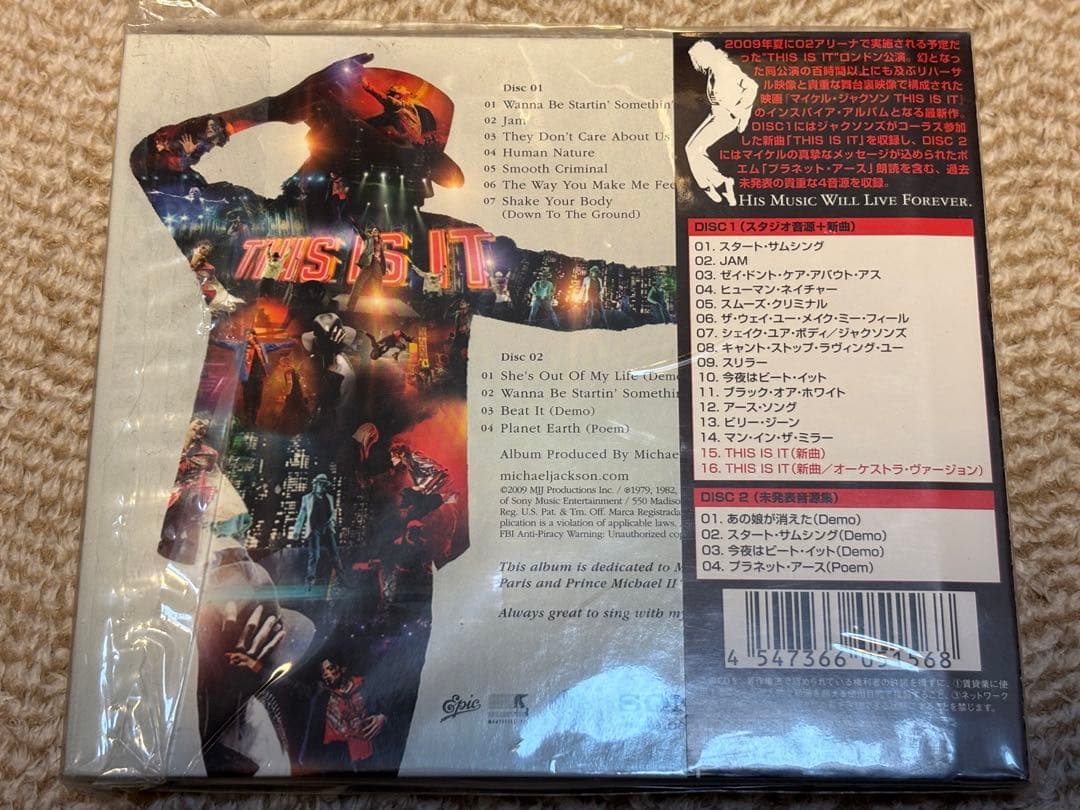 Disc 01
01 Wanna Be Startin' Somethin'
02 Jam
03 They Don't Care About Us
04 Human Nature
05 Smooth Criminal
06 The Way You Make Me Fee
07 Shake Your Body
(Down To The Ground)
THIS IS IT
Disc 02
01 She's Out Of My Life (Demo
02 Wanna Be Startin' Somethin
03 Beat It (Demo)
04 Planet Earth (Poem)
Album Produced By Michae
michaeljackson.com
©2009 MJJ Productions Inc. / ℗1979, 1982,
of Sony Music Entertainment / 550 Madiso
Reg. U.S. Pat. & Tm. Off. Marca Registrada
plication is a violation of applicable laws.
FBI Anti-Piracy Warning: Unauthorized cop
This album is dedicated to M
Paris and Prince Michael II
Always great to sing with my
Epic
2009年夏にO2アリーナで実施される予定だ
った"THIS IS IT"ロンドン公演。幻となっ
た同公演の百時間以上にも及ぶリハーサ
ル映像と貴重な舞台裏映像で構成された
映画『マイケル・ジャクソン THIS IS IT』
のインスパイア・アルバムとなる最新作。
DISC1にはジャクソンズがコーラス参加
した新曲「THIS IS IT」を収録し、DISC 2
にはマイケルの真摯なメッセージが込められたポ
エム「プラネット・アース」朗読を含む、過去
未発表の貴重な4音源を収録。
HIS MUSIC WILL LIVE FOREVER.
DISC 1 (スタジオ音源+新曲)
01. スタート・サムシング
02. JAM
03. ゼイ・ドント・ケア・アバウト・アス
04. ヒューマン・ネイチャー
05. スムーズ・クリミナル
06. ザ・ウェイ・ユー・メイク・ミー・フィール
07. シェイク・ユア・ボディ/ジャクソンズ
08. キャント・ストップ・ラヴィング・ユー
09. スリラー
10. 今夜はビート・イット
11. ブラック・オア・ホワイト
12. アース・ソング
13. ビリー・ジーン
14. マン・イン・ザ・ミラー
15. THIS IS IT(新曲)
16. THIS IS IT(新曲/オーケストラ・ヴァージョン)
DISC 2 (未発表音源集)
01. あの娘が消えた(Demo)
02. スタート・サムシング(Demo)
03. 今夜はビート・イット(Demo)
04. プラネット・アース(Poem)
4 547366 051568